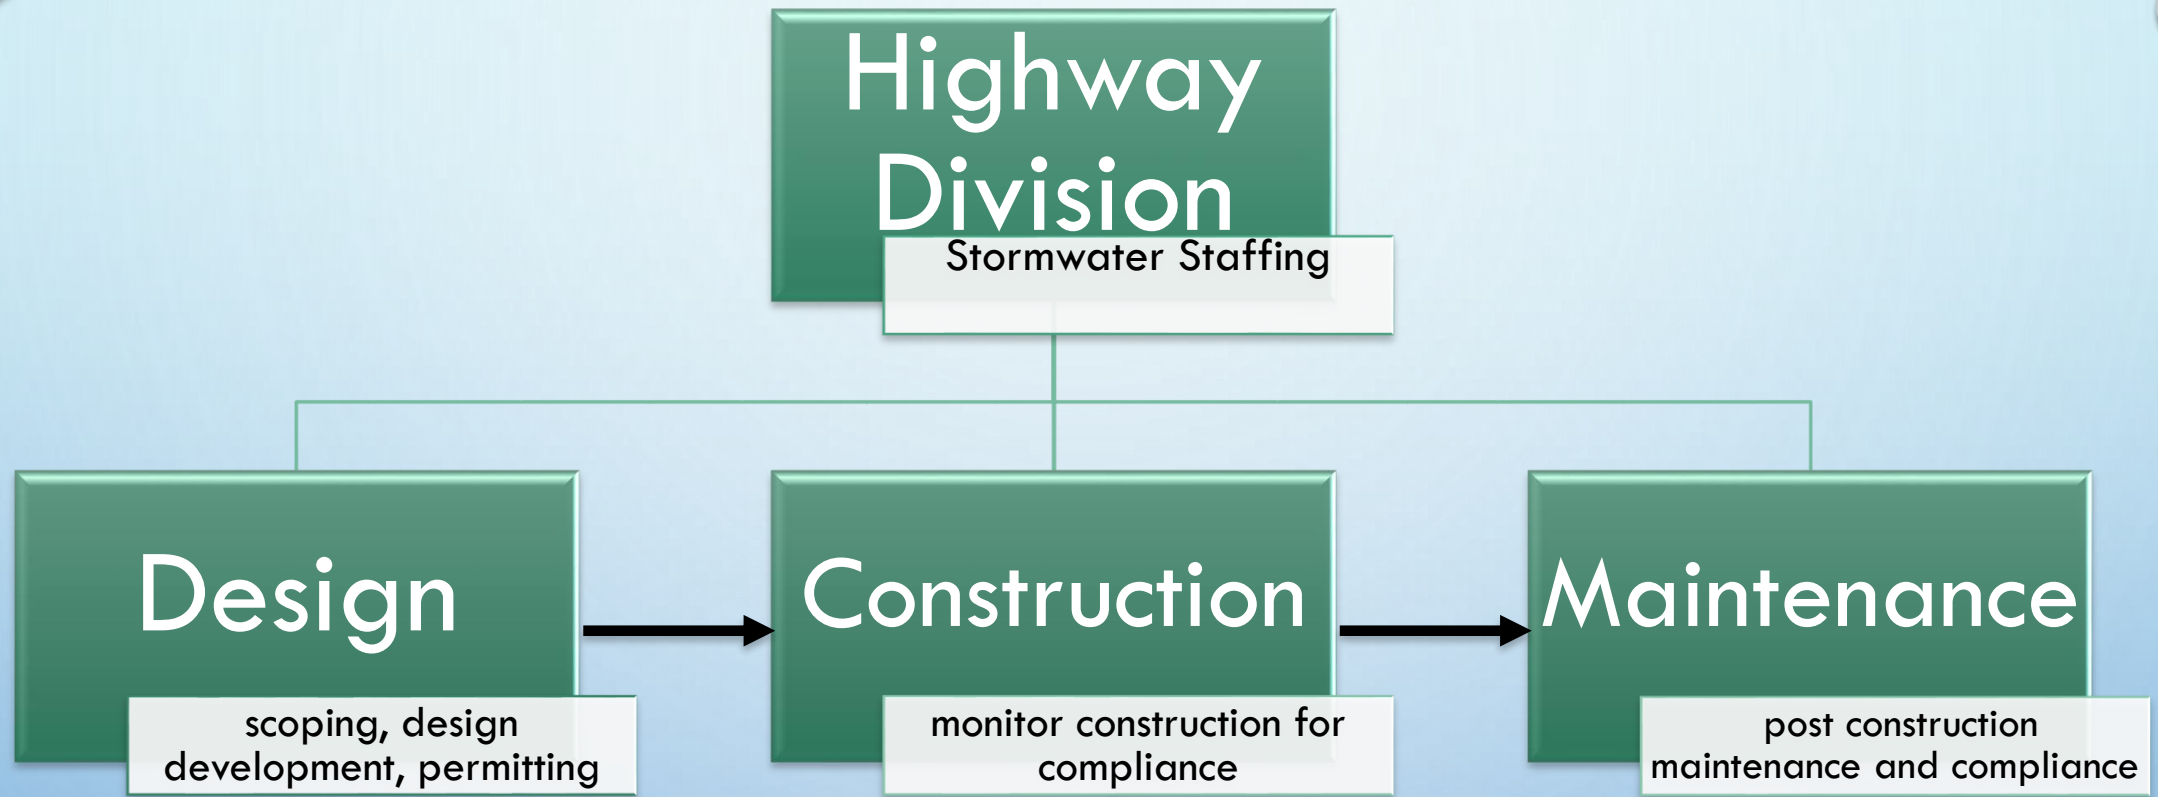 Highway
Division
Stormwater Staffing
Design
scoping, design
development, permitting
Construction
monitor construction for
compliance
Maintenance
post construction
maintenance and compliance